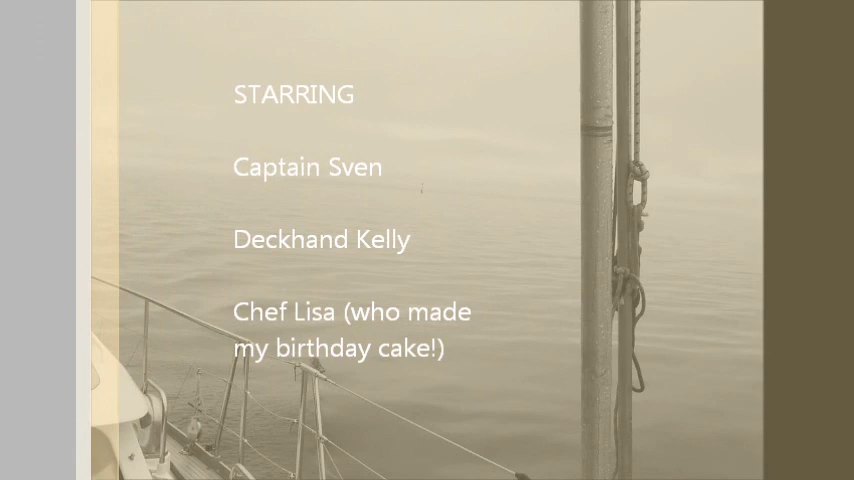 STARRING
Captain Sven
Deckhand Kelly
Chef Lisa (who made
my birthday cake!)